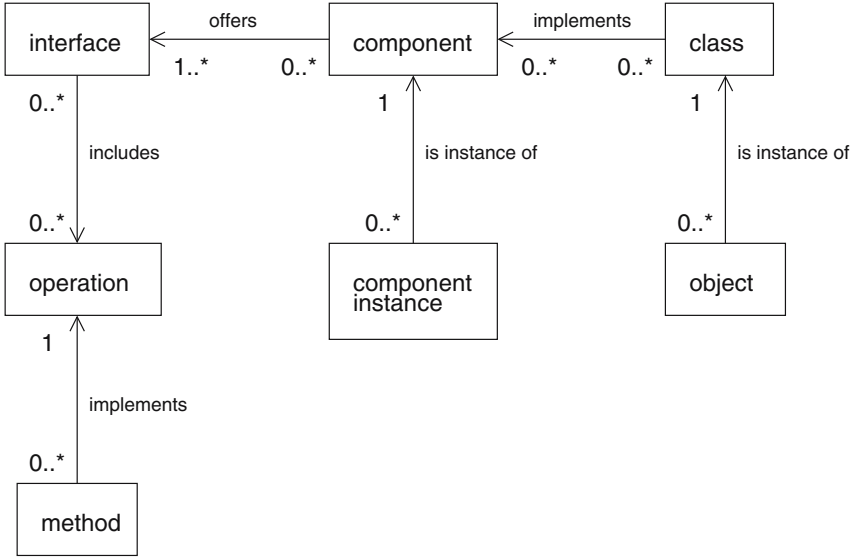 offers
implements
interface
component
class
1..*
0..*
0..*
0..*
0..*
1
1
includes
is instance of
is instance of
0..*
0..*
0..*
operation
component
instance
object
1
implements
0..*
method